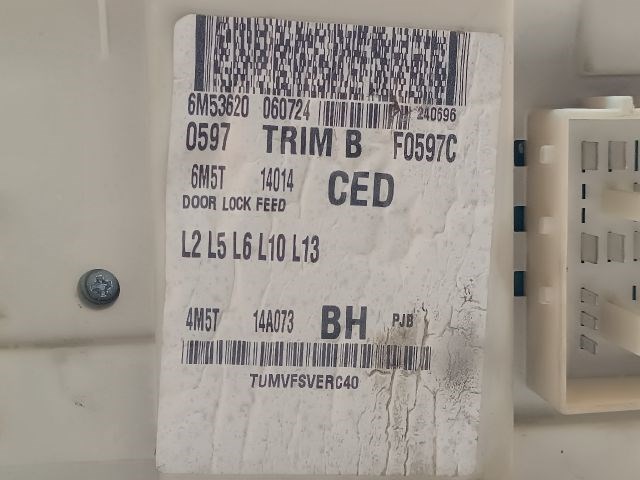 6M53620 060724 240696
0597 TRIM B F0597C
6M5T 14014 CED
DOOR LOCK FEED
L2 L5 L6 L10 L13
4M5T 14A073 BH PJB
TUMVFSVERC40